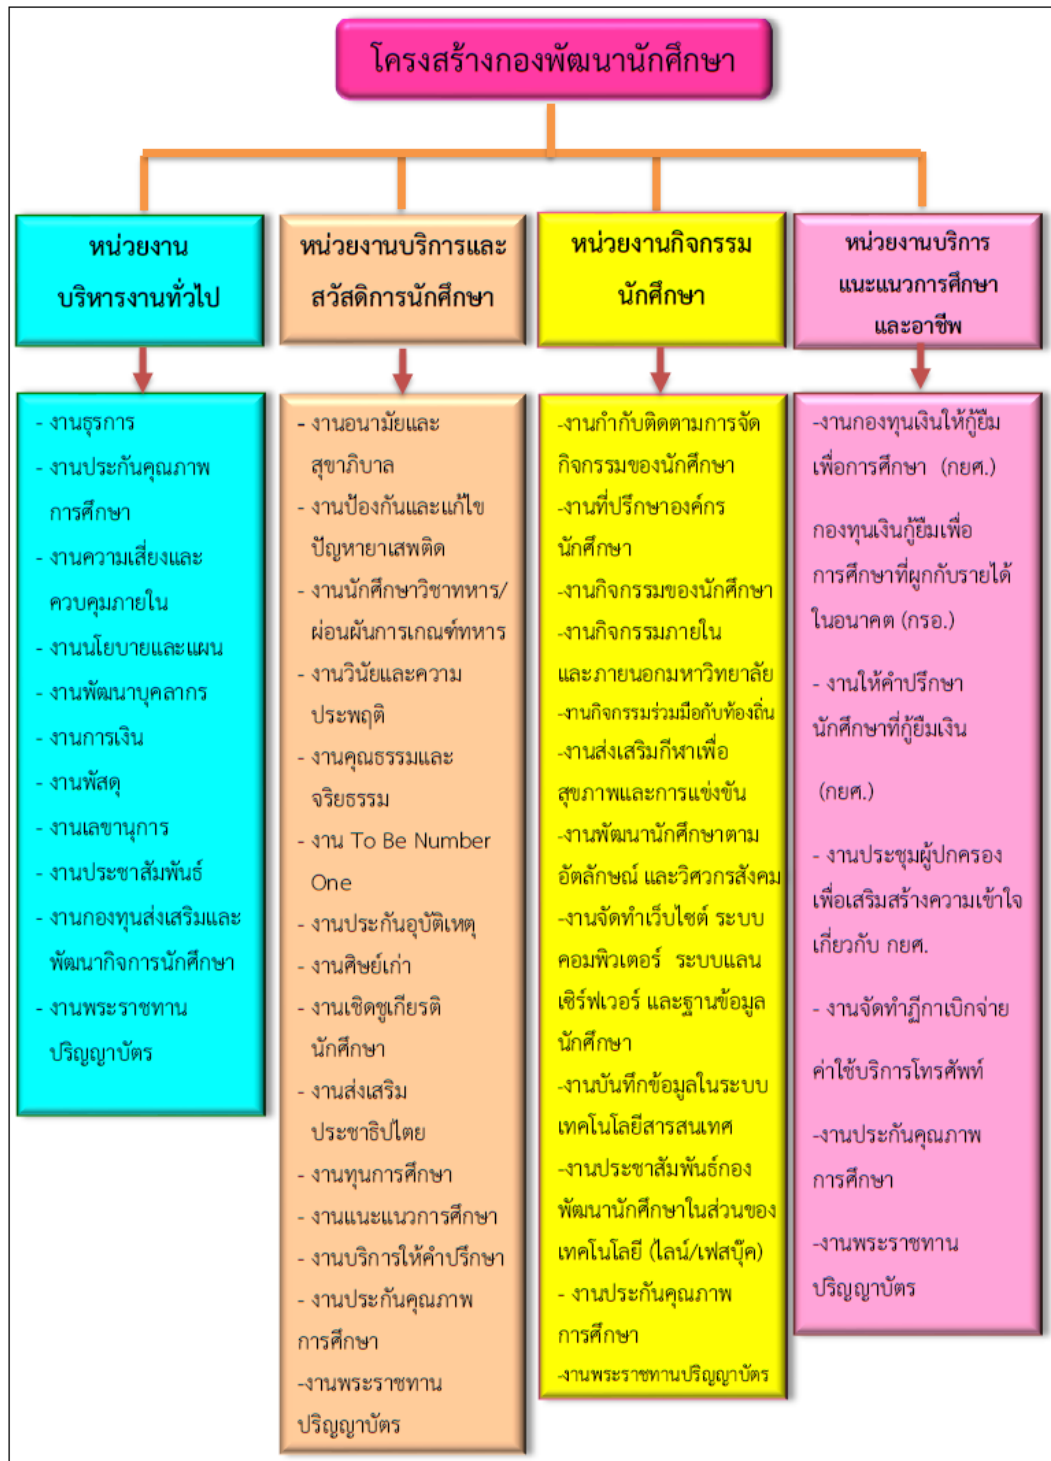 โครงสร้างกองพัฒนานักศึกษา
หน่วยงาน
บริหารงานทั่วไป
หน่วยงานบริการและ
สวัสดิการนักศึกษา
หน่วยงานกิจกรรม
นักศึกษา
หน่วยงานบริการ
แนะแนวการศึกษา
และอาชีพ
- งานธุรการ
- งานประกันคุณภาพ
การศึกษา
- งานความเสี่ยงและ
ควบคุมภายใน
- งานนโยบายและแผน
- งานพัฒนาบุคลากร
- งานการเงิน
- งานพัสดุ
- งานเลขานุการ
- งานประชาสัมพันธ์
- งานกองทุนส่งเสริมและ
พัฒนากิจการนักศึกษา
- งานพระราชทาน
ปริญญาบัตร
- งานอนามัยและ
สุขาภิบาล
- งานป้องกันและแก้ไข
ปัญหายาเสพติด
- งานนักศึกษาวิชาทหาร/
ผ่อนผันการเกณฑ์ทหาร
- งานวินัยและความ
ประพฤติ
- งานคุณธรรมและ
จริยธรรม
- งาน To Be Number
One
- งานประกันอุบัติเหตุ
- งานศิษย์เก่า
- งานเชิดชูเกียรติ
นักศึกษา
- งานส่งเสริม
ประชาธิปไตย
- งานทุนการศึกษา
- งานแนะแนวการศึกษา
- งานบริการให้คำปรึกษา
- งานประกันคุณภาพ
การศึกษา
-งานพระราชทาน
ปริญญาบัตร
-งานกำกับติดตามการจัด
กิจกรรมของนักศึกษา
-งานที่ปรึกษาองค์กร
นักศึกษา
-งานกิจกรรมของนักศึกษา
-งานกิจกรรมภายใน
และภายนอกมหาวิทยาลัย
-งานกิจกรรมร่วมมือกับท้องถิ่น
-งานส่งเสริมกีฬาเพื่อ
สุขภาพและการแข่งขัน
-งานพัฒนานักศึกษาตาม
อัตลักษณ์ และวิศวกรสังคม
-งานจัดทำเว็บไซต์ ระบบ
คอมพิวเตอร์ ระบบแลน
เซิร์ฟเวอร์ และฐานข้อมูล
นักศึกษา
-งานบันทึกข้อมูลในระบบ
เทคโนโลยีสารสนเทศ
-งานประชาสัมพันธ์กอง
พัฒนานักศึกษาในส่วนของ
เทคโนโลยี (ไลน์/เฟสบุ๊ค)
- งานประกันคุณภาพ
การศึกษา
-งานพระราชทานปริญญาบัตร
-งานกองทุนเงินให้กู้ยืม
เพื่อการศึกษา (กยศ.)
กองทุนเงินกู้ยืมเพื่อ
การศึกษาที่ผูกกับรายได้
ในอนาคต (กรอ.)
- งานให้คำปรึกษา
นักศึกษาที่กู้ยืมเงิน
(กยศ.)
- งานประชุมผู้ปกครอง
เพื่อเสริมสร้างความเข้าใจ
เกี่ยวกับ กยศ.
- งานจัดทำฏีกาเบิกจ่าย
ค่าใช้บริการโทรศัพท์
-งานประกันคุณภาพ
การศึกษา
-งานพระราชทาน
ปริญญาบัตร